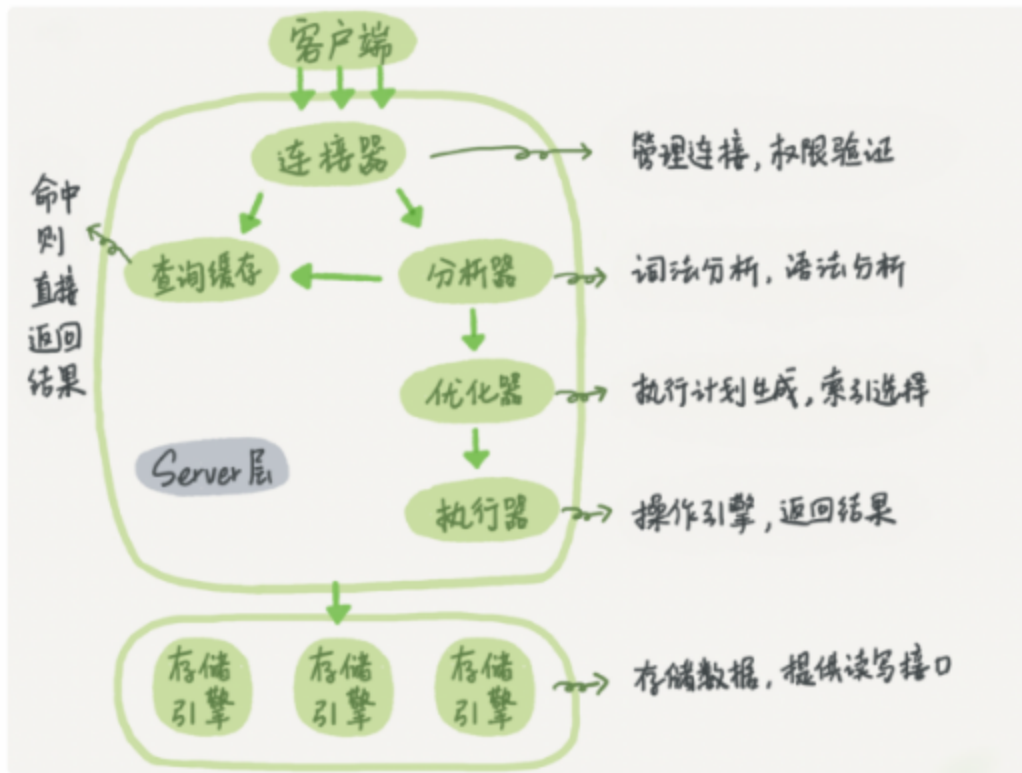 客户端
连接器
管理连接，权限验证
命中
则
直接
返回
结果
查询缓存
分析器
词法分析，语法分析
优化器
执行计划生成，索引选择
Server层
执行器
操作引擎，返回结果
存储
引擎
存储
引擎
存储
引擎
存储数据，提供读写接口